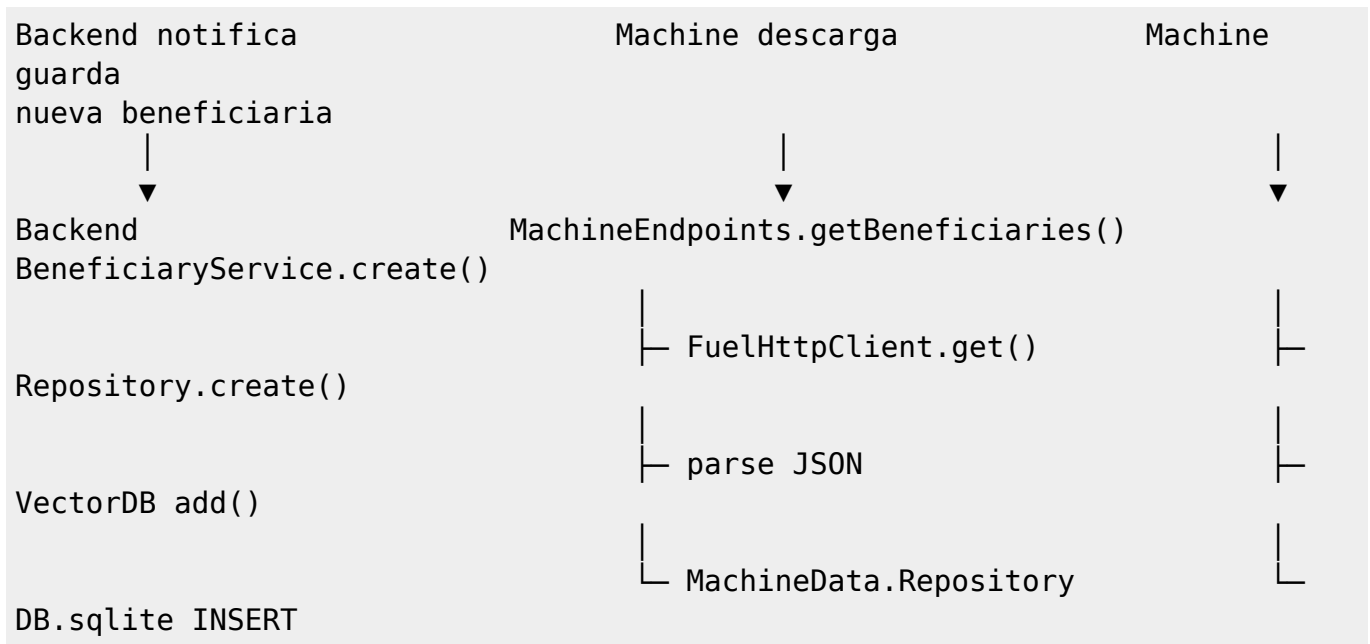 Backend notifica Machine descarga Machine
guarda
nueva beneficiaria
│ │ │
▼ ▼ ▼
Backend MachineEndpoints.getBeneficiaries()
BeneficiaryService.create()
│ │
├─ FuelHttpClient.get() ├─
Repository.create()
│ │
├─ parse JSON ├─
VectorDB add()
│ │
└─ MachineData.Repository └─
DB.sqlite INSERT